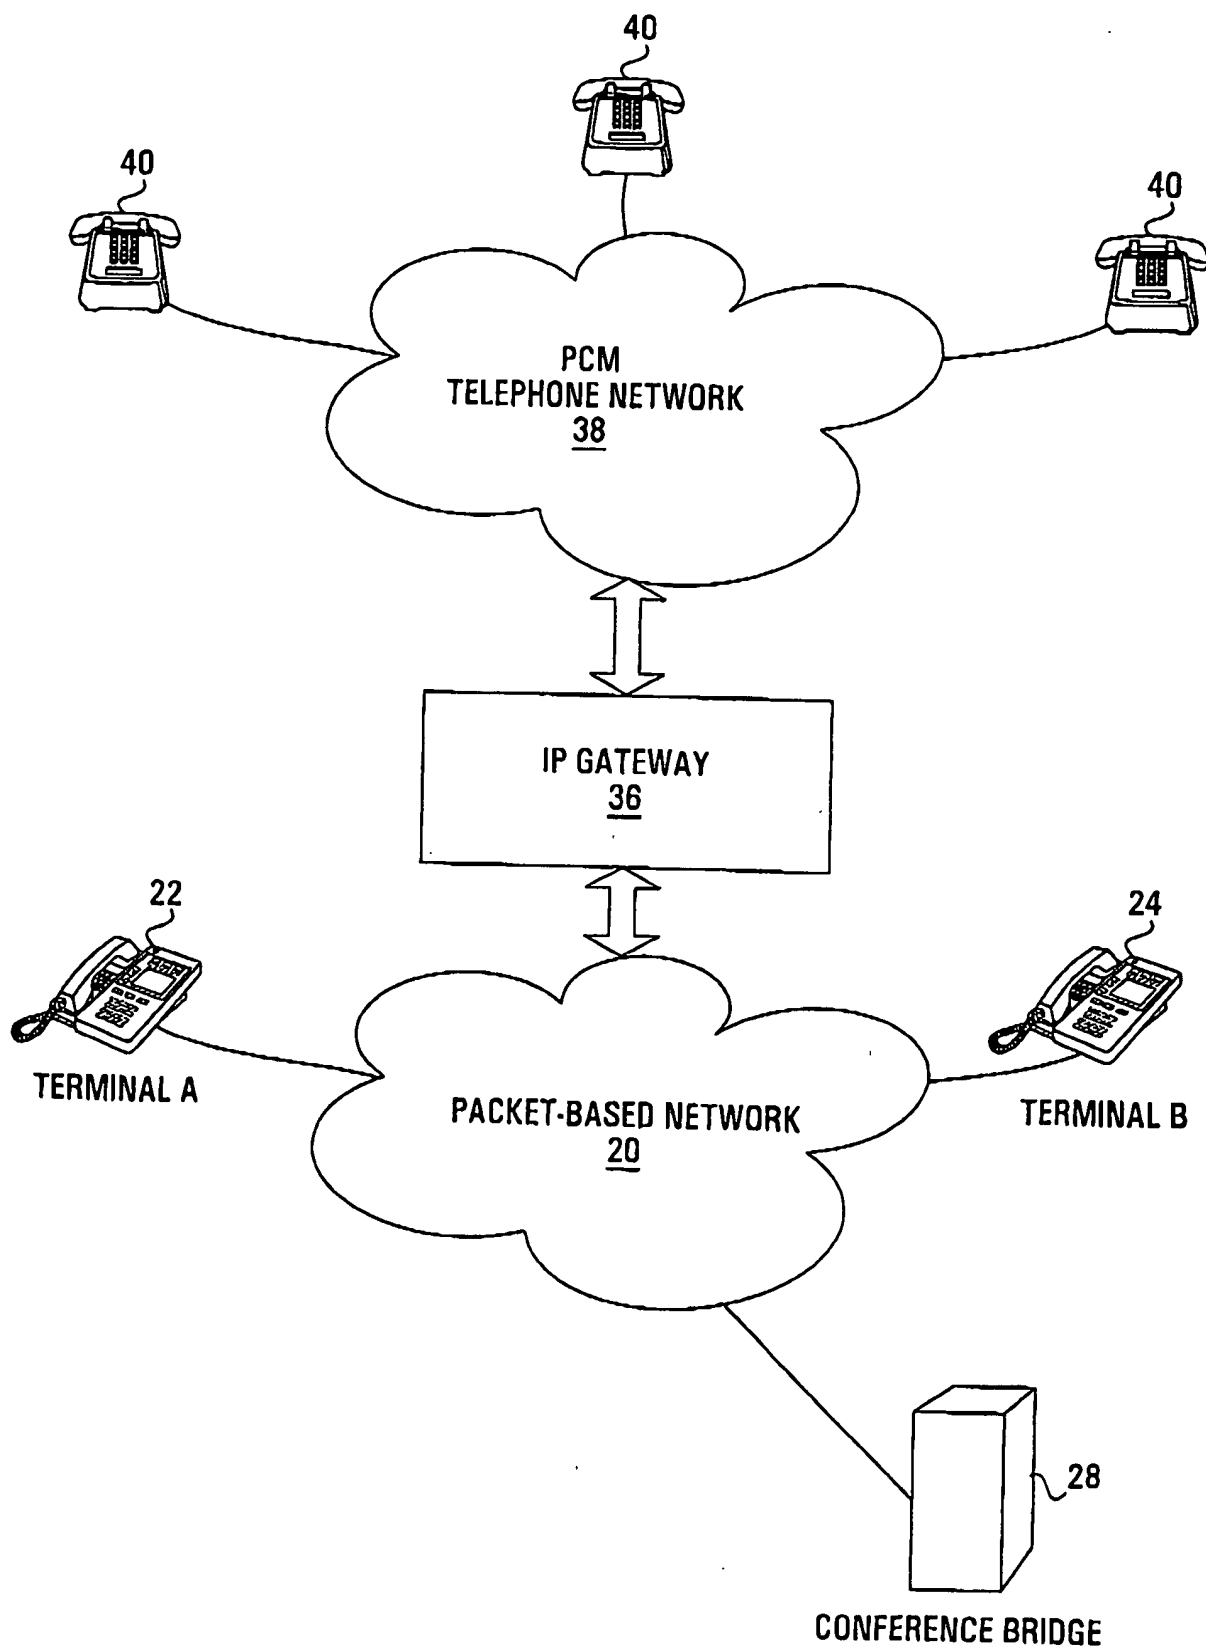 40
40
40
PCM
TELEPHONE NETWORK
38
IP GATEWAY
36
22
24
TERMINAL A
TERMINAL B
PACKET-BASED NETWORK
20
28
CONFERENCE BRIDGE